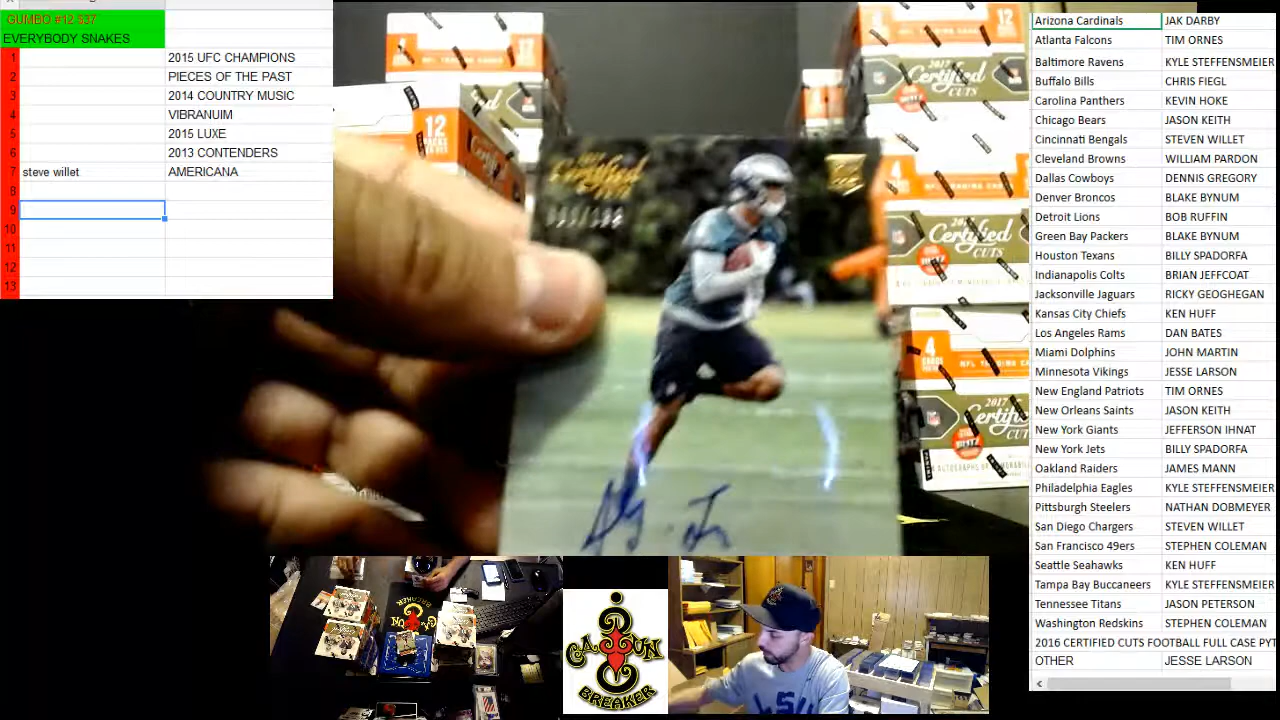 GUMBO #12 $37
EVERYBODY SNAKES
1 2015 UFC CHAMPIONS
2 PIECES OF THE PAST
3 2014 COUNTRY MUSIC
4 VIBRANUIM
5 2015 LUXE
6 2013 CONTENDERS
7 steve willet AMERICANA
8
9
10
11
12
13
12
2017
Certified
CUTS
4
2017
Certified
CUTS
4
CARDS
2017
Certified
CUTS
Arizona Cardinals JAK DARBY
Atlanta Falcons TIM ORNES
Baltimore Ravens KYLE STEFFENSMEIER
Buffalo Bills CHRIS FIEGL
Carolina Panthers KEVIN HOKE
Chicago Bears JASON KEITH
Cincinnati Bengals STEVEN WILLET
Cleveland Browns WILLIAM PARDON
Dallas Cowboys DENNIS GREGORY
Denver Broncos BLAKE BYNUM
Detroit Lions BOB RUFFIN
Green Bay Packers BLAKE BYNUM
Houston Texans BILLY SPADORFA
Indianapolis Colts BRIAN JEFFCOAT
Jacksonville Jaguars RICKY GEOGHEGAN
Kansas City Chiefs KEN HUFF
Los Angeles Rams DAN BATES
Miami Dolphins JOHN MARTIN
Minnesota Vikings JESSE LARSON
New England Patriots TIM ORNES
New Orleans Saints JASON KEITH
New York Giants JEFFERSON IHNAT
New York Jets BILLY SPADORFA
Oakland Raiders JAMES MANN
Philadelphia Eagles KYLE STEFFENSMEIER
Pittsburgh Steelers NATHAN DOBMEYER
San Diego Chargers STEVEN WILLET
San Francisco 49ers STEPHEN COLEMAN
Seattle Seahawks KEN HUFF
Tampa Bay Buccaneers KYLE STEFFENSMEIER
Tennessee Titans JASON PETERSON
Washington Redskins STEPHEN COLEMAN
2016 CERTIFIED CUTS FOOTBALL FULL CASE PYT
OTHER JESSE LARSON
CAJUN
BREAKER
LSU